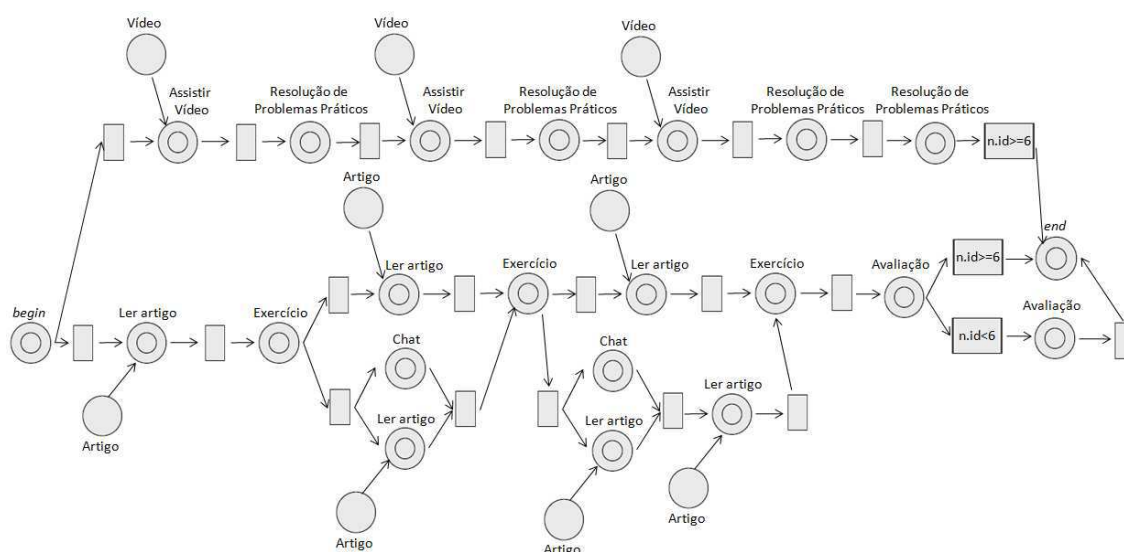 Vídeo
Vídeo
Vídeo
Assistir
Vídeo
Resolução de
Problemas Práticos
Assistir
Vídeo
Resolução de
Problemas Práticos
Assistir
Vídeo
Resolução de
Problemas Práticos
Resolução de
Problemas Práticos
n.id>=6
Artigo
Artigo
end
Ler artigo
Exercício
Ler artigo
Exercício
Avaliação
n.id>=6
begin
Ler artigo
Exercício
Avaliação
n.id<6
Chat
Chat
Ler artigo
Ler artigo
Ler artigo
Artigo
Artigo
Artigo
Artigo